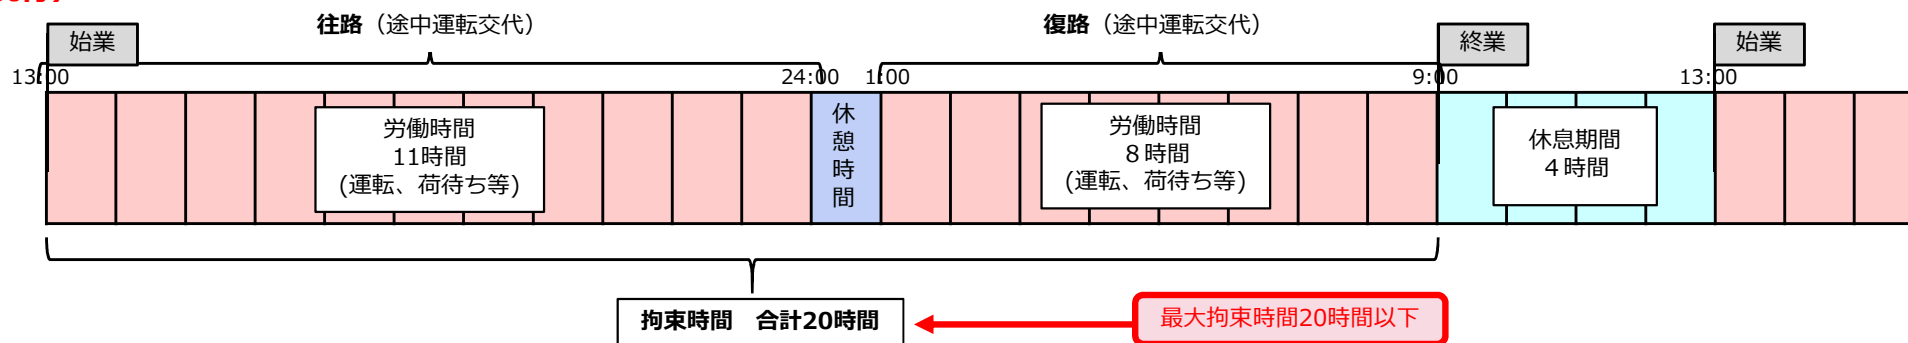 往路（途中運転交代）
復路（途中運転交代）
始業
終業
始業
13:00
24:00
1:00
9:00
13:00
労働時間
11時間
(運転、荷待ち等)
休憩時間
労働時間
８時間
(運転、荷待ち等)
休息期間
４時間
拘束時間　合計20時間
最大拘束時間20時間以下